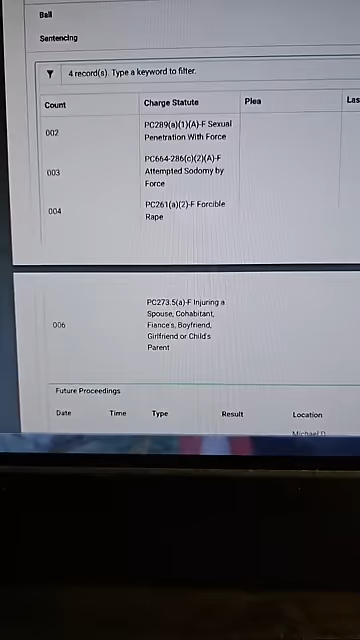 Bail
Sentencing
4 record(s). Type a keyword to filter.
Count Charge Statute Plea Las
002 PC289(a)(1)(A)-F Sexual
Penetration With Force
003 PC664-286(c)(2)(A)-F
Attempted Sodomy by
Force
004 PC261(a)(2)-F Forcible
Rape
006 PC273.5(a)-F Injuring a
Spouse, Cohabitant,
Fiance's, Boyfriend,
Girlfriend or Child's
Parent
Future Proceedings
Date Time Type Result Location
Michael D